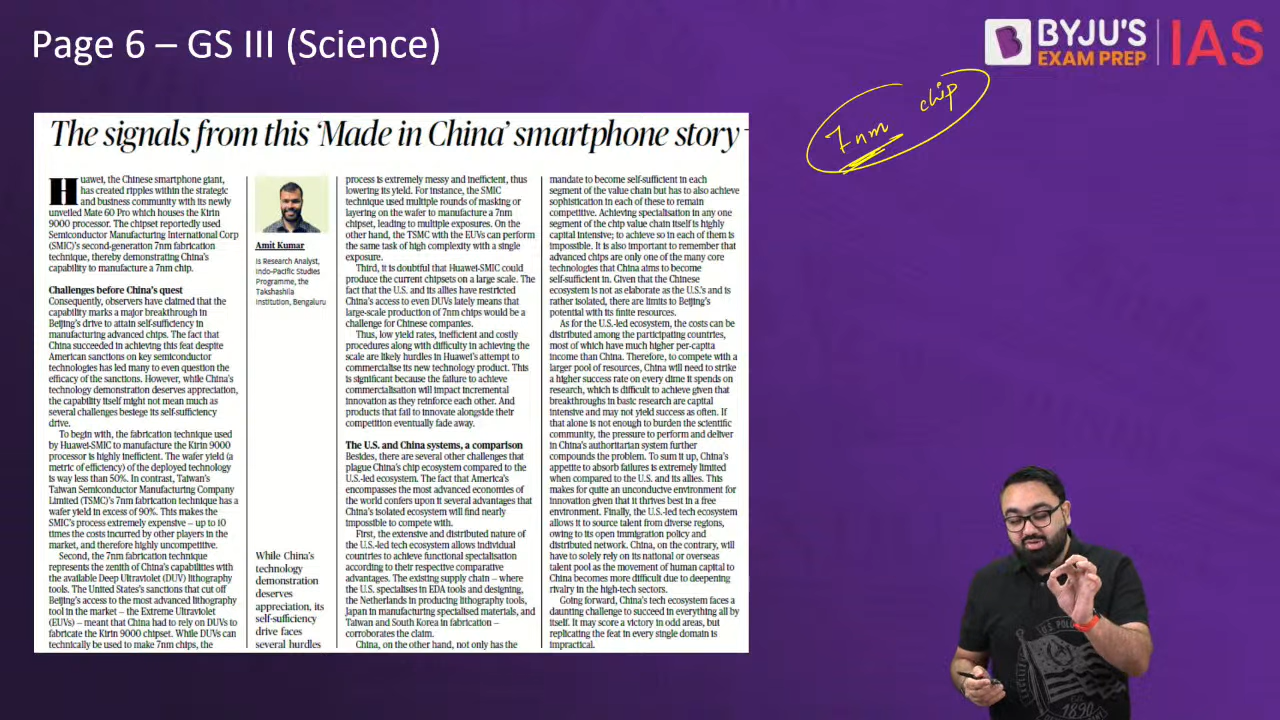 Page 6 – GS III (Science)
BYJU'S
EXAM PREP
IAS
7nm chip
The signals from this 'Made in China' smartphone story
Huawei, the Chinese smartphone giant,
has created ripples within the strategic
and business community with its newly
unveiled Mate 60 Pro which houses the Kirin
9000 processor. The chipset reportedly used
Semiconductor Manufacturing International Corp
(SMIC)'s second-generation 7nm fabrication
technique, thereby demonstrating China's
capability to manufacture a 7nm chip.
Challenges before China's quest
Consequently, observers have claimed that the
capability marks a major breakthrough in
Beijing's drive to attain self-sufficiency in
manufacturing advanced chips. The fact that
China succeeded in achieving this feat despite
American sanctions on key semiconductor
technologies has led many to even question the
efficacy of the sanctions. However, while China's
technology demonstration deserves appreciation,
the capability itself might not mean much as
several challenges besiege its self-sufficiency
drive.
To begin with, the fabrication technique used
by Huawei-SMIC to manufacture the Kirin 9000
processor is highly inefficient. The wafer yield (a
metric of efficiency) of the deployed technology
is way less than 50%. In contrast, Taiwan's
Taiwan Semiconductor Manufacturing Company
Limited (TSMC)'s 7nm fabrication technique has a
wafer yield in excess of 90%. This makes the
SMIC's process extremely expensive – up to 10
times the costs incurred by other players in the
market, and therefore highly uncompetitive.
Second, the 7nm fabrication technique
represents the zenith of China's capabilities with
the available Deep Ultraviolet (DUV) lithography
tools. The United States's sanctions that cut off
Beijing's access to the most advanced lithography
tool in the market – the Extreme Ultraviolet
(EUVs) – meant that China had to rely on DUVs to
fabricate the Kirin 9000 chipset. While DUVs can
technically be used to make 7nm chips, the
Amit Kumar
Is Research Analyst,
Indo-Pacific Studies
Programme, the
Takshashila
Institution, Bengaluru
While China's
technology
demonstration
deserves
appreciation, its
self-sufficiency
drive faces
several hurdles
process is extremely messy and inefficient, thus
lowering its yield. For instance, the SMIC
technique used multiple rounds of masking or
layering on the wafer to manufacture a 7nm
chipset, leading to multiple exposures. On the
other hand, the TSMC with the EUVs can perform
the same task of high complexity with a single
exposure.
Third, it is doubtful that Huawei-SMIC could
produce the current chipsets on a large scale. The
fact that the U.S. and its allies have restricted
China's access to even DUVs lately means that
large-scale production of 7nm chips would be a
challenge for Chinese companies.
Thus, low yield rates, inefficient and costly
procedures along with difficulty in achieving the
scale are likely hurdles in Huawei's attempt to
commercialise its new technology product. This
is significant because the failure to achieve
commercialisation will impact incremental
innovation as they reinforce each other. And
products that fail to innovate alongside their
competition eventually fade away.
The U.S. and China systems, a comparison
Besides, there are several other challenges that
plague China's chip ecosystem compared to the
U.S.-led ecosystem. The fact that America's
encompasses the most advanced economies of
the world confers upon it several advantages that
China's isolated ecosystem will find nearly
impossible to compete with.
First, the extensive and distributed nature of
the U.S.-led tech ecosystem allows individual
countries to achieve functional specialisation
according to their respective comparative
advantages. The existing supply chain – where
the U.S. specialises in EDA tools and designing,
the Netherlands in producing lithography tools,
Japan in manufacturing specialised materials, and
Taiwan and South Korea in fabrication –
corroborates the claim.
China, on the other hand, not only has the
mandate to become self-sufficient in each
segment of the value chain but has to also achieve
sophistication in each of these to remain
competitive. Achieving specialisation in any one
segment of the chip value chain itself is highly
capital intensive; to achieve so in each of them is
impossible. It is also important to remember that
advanced chips are only one of the many core
technologies that China aims to become
self-sufficient in. Given that the Chinese
ecosystem is not as elaborate as the U.S.'s and is
rather isolated, there are limits to Beijing's
potential with its finite resources.
As for the U.S.-led ecosystem, the costs can be
distributed among the participating countries,
most of which have much higher per-capita
income than China. Therefore, to compete with a
larger pool of resources, China will need to strike
a higher success rate on every dime it spends on
research, which is difficult to achieve given that
breakthroughs in basic research are capital
intensive and may not yield success as often. If
that alone is not enough to burden the scientific
community, the pressure to perform and deliver
in China's authoritarian system further
compounds the problem. To sum it up, China's
appetite to absorb failures is extremely limited
when compared to the U.S. and its allies. This
makes for quite an unconducive environment for
innovation given that it thrives best in a free
environment. Finally, the U.S.-led tech ecosystem
allows it to source talent from diverse regions,
owing to its open immigration policy and
distributed network. China, on the contrary, will
have to solely rely on its national or overseas
talent pool as the movement of human capital to
China becomes more difficult due to deepening
rivalry in the high-tech sectors.
Going forward, China's tech ecosystem faces a
daunting challenge to succeed in everything all by
itself. It may score a victory in odd areas, but
replicating the feat in every single domain is
impractical.
1890